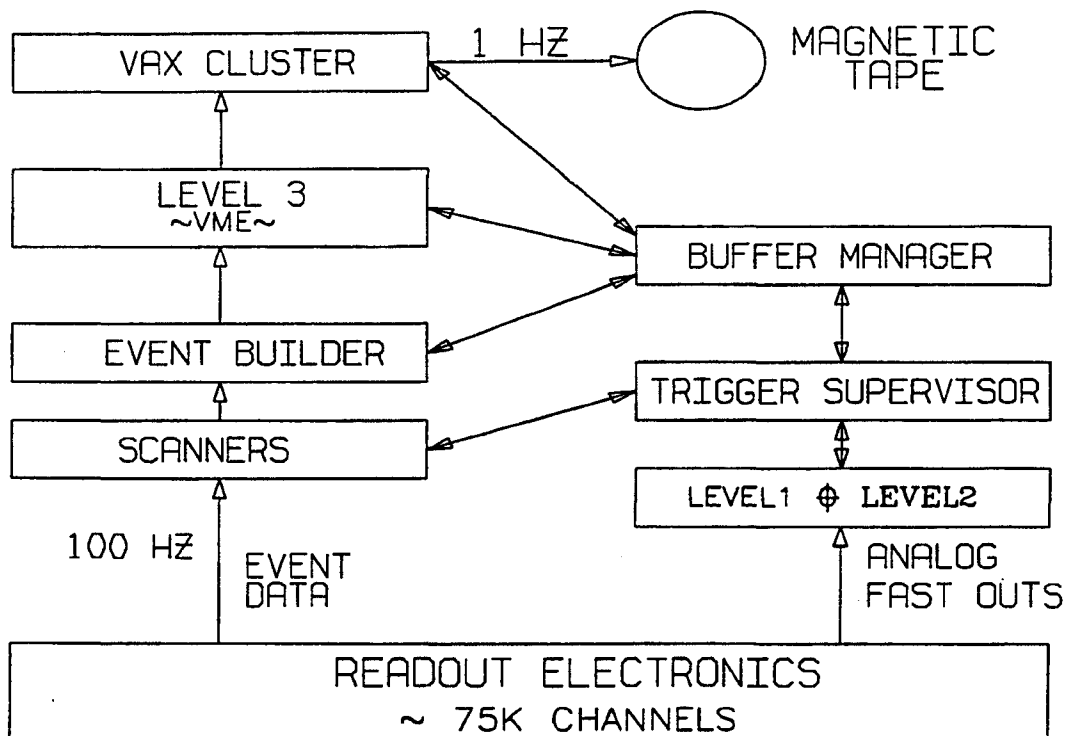 VAX CLUSTER
1 HZ
MAGNETIC
TAPE
LEVEL 3
~VME~
BUFFER MANAGER
EVENT BUILDER
TRIGGER SUPERVISOR
SCANNERS
LEVEL1 ⌽ LEVEL2
100 HZ
EVENT
DATA
ANALOG
FAST OUTS
READOUT ELECTRONICS
~ 75K CHANNELS